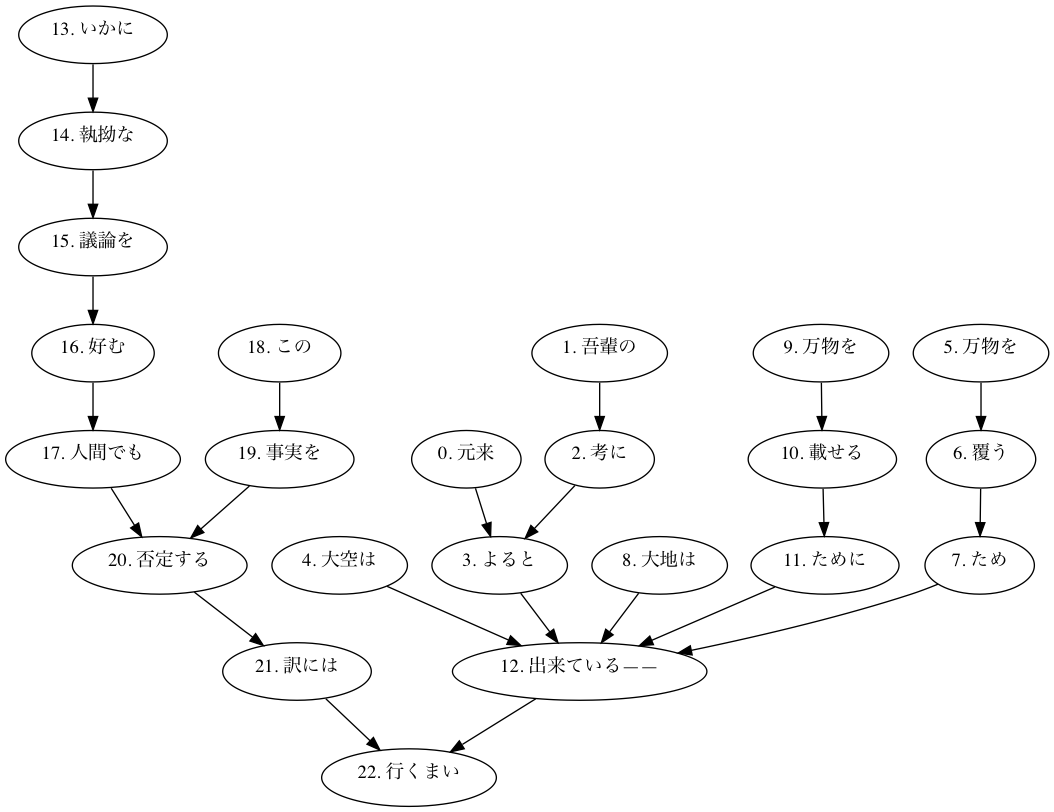 13. いかに
14. 執拗な
15. 議論を
16. 好む
18. この
1. 吾輩の
9. 万物を
5. 万物を
17. 人間でも
19. 事実を
0. 元来
2. 考に
10. 載せる
6. 覆う
20. 否定する
4. 大空は
3. よると
8. 大地は
11. ために
7. ため
21. 訳には
12. 出来ている——
22. 行くまい